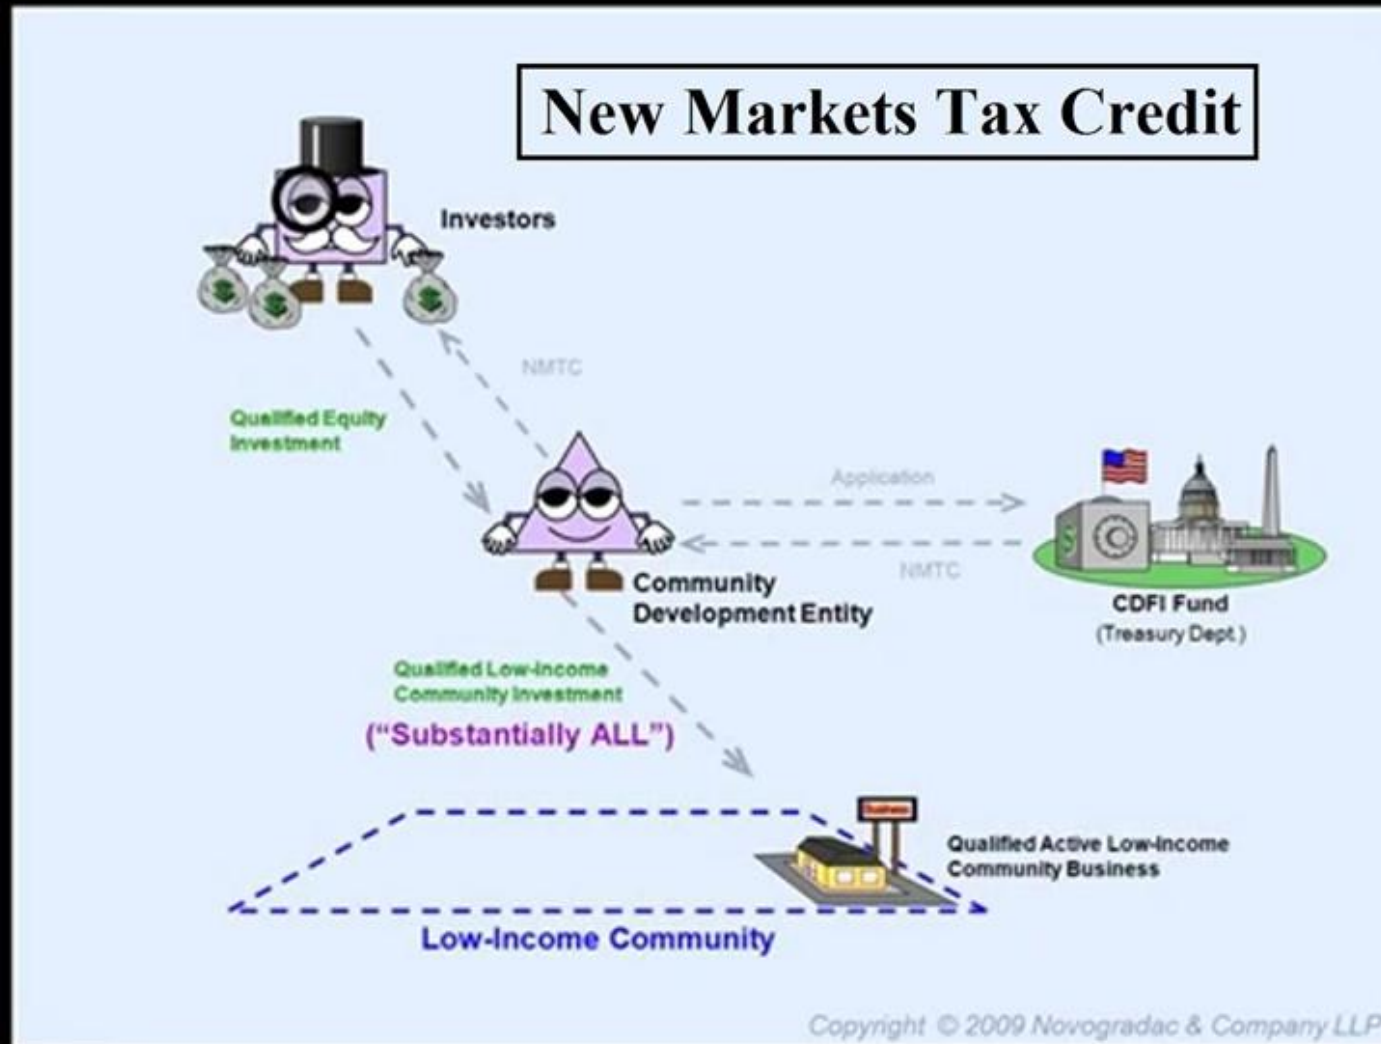 New Markets Tax Credit
Investors
NMTC
Qualified Equity
Investment
Application
NMTC
Community
Development Entity
CDFI Fund
(Treasury Dept.)
Qualified Low-Income
Community Investment
("Substantially ALL")
Business
Qualified Active Low-Income
Community Business
Low-Income Community
Copyright © 2009 Novogradac & Company LLP